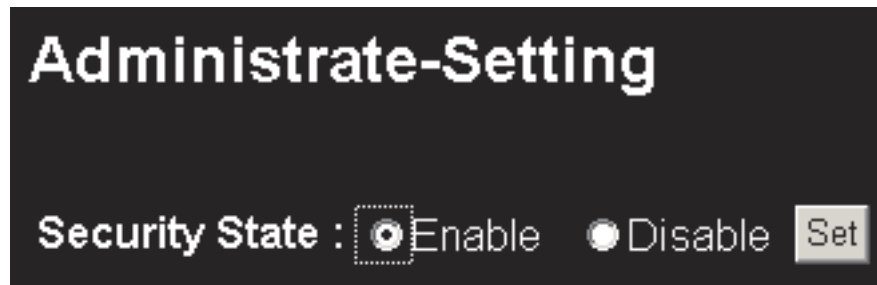 Administrate-Setting
Security State : Enable Disable Set